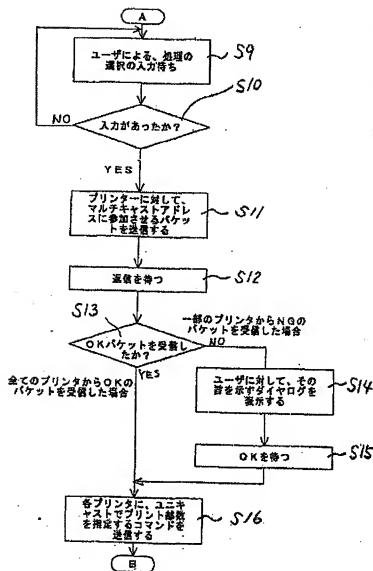 A
ユーザによる、処理の
選択の入力待ち
S9
S10
入力があったか?
NO
YES
プリンターに対して、
マルチキャストアドレ
スに参加させるパケッ
トを送信する
S11
返信を待つ
S12
S13
OKパケットを受信し
たか?
一部のプリンタからNGの
パケットを受信した場合
NO
全てのプリンタからOKの
パケットを受信した場合
YES
ユーザに対して、その
旨を示すダイアログを
表示する
S14
OKを待つ
S15
各プリンタに、ユニキ
ャストでプリント部数
を指定するコマンドを
送信する
S16
B